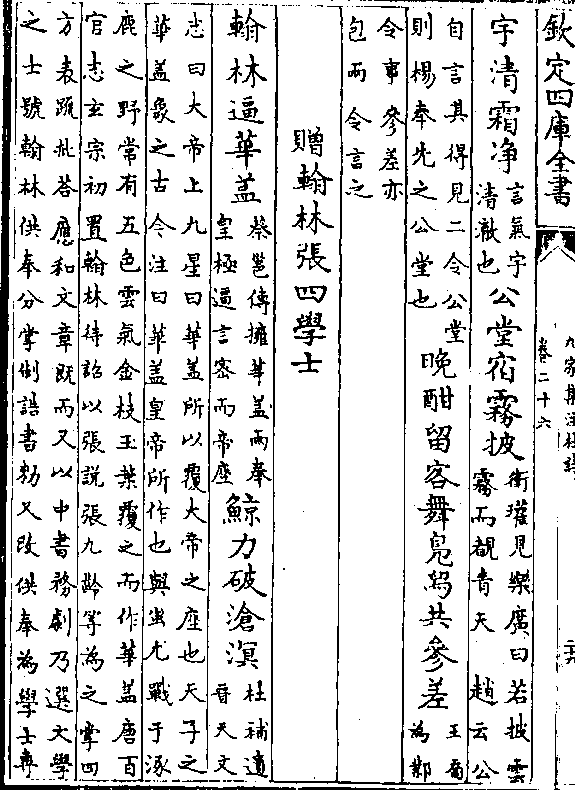 欽定四庫全書
九家集注杜詩
卷二十六
宇清霜净言氣宇清澈也公堂宿霧披衛瓘見樂廣曰若披雲霧而覩青天趙云公
自言其得見二令公堂則楊奉先之公堂也晚酣留客舞鳬舄共參差王喬為鄴
令事參差亦包兩令言之
贈翰林張四學士
翰林逼華蓋蔡邕傳擁華蓋而奉皇極逼言密而帝座鯨力破滄溟杜補遺晉天文
志曰大帝上九星曰華蓋所以覆大帝之座也天子之華蓋象之古今注曰華蓋皇帝所作也與蚩尤戰于涿
鹿之野常有五色雲氣金枝玉葉覆之而作華蓋唐百官志玄宗初置翰林待詔以張説張九齡等為之掌四
方表䟽批荅應和文章既而又以中書務劇乃選文學之士號翰林供奉分掌制誥書勑又改供奉為學士專